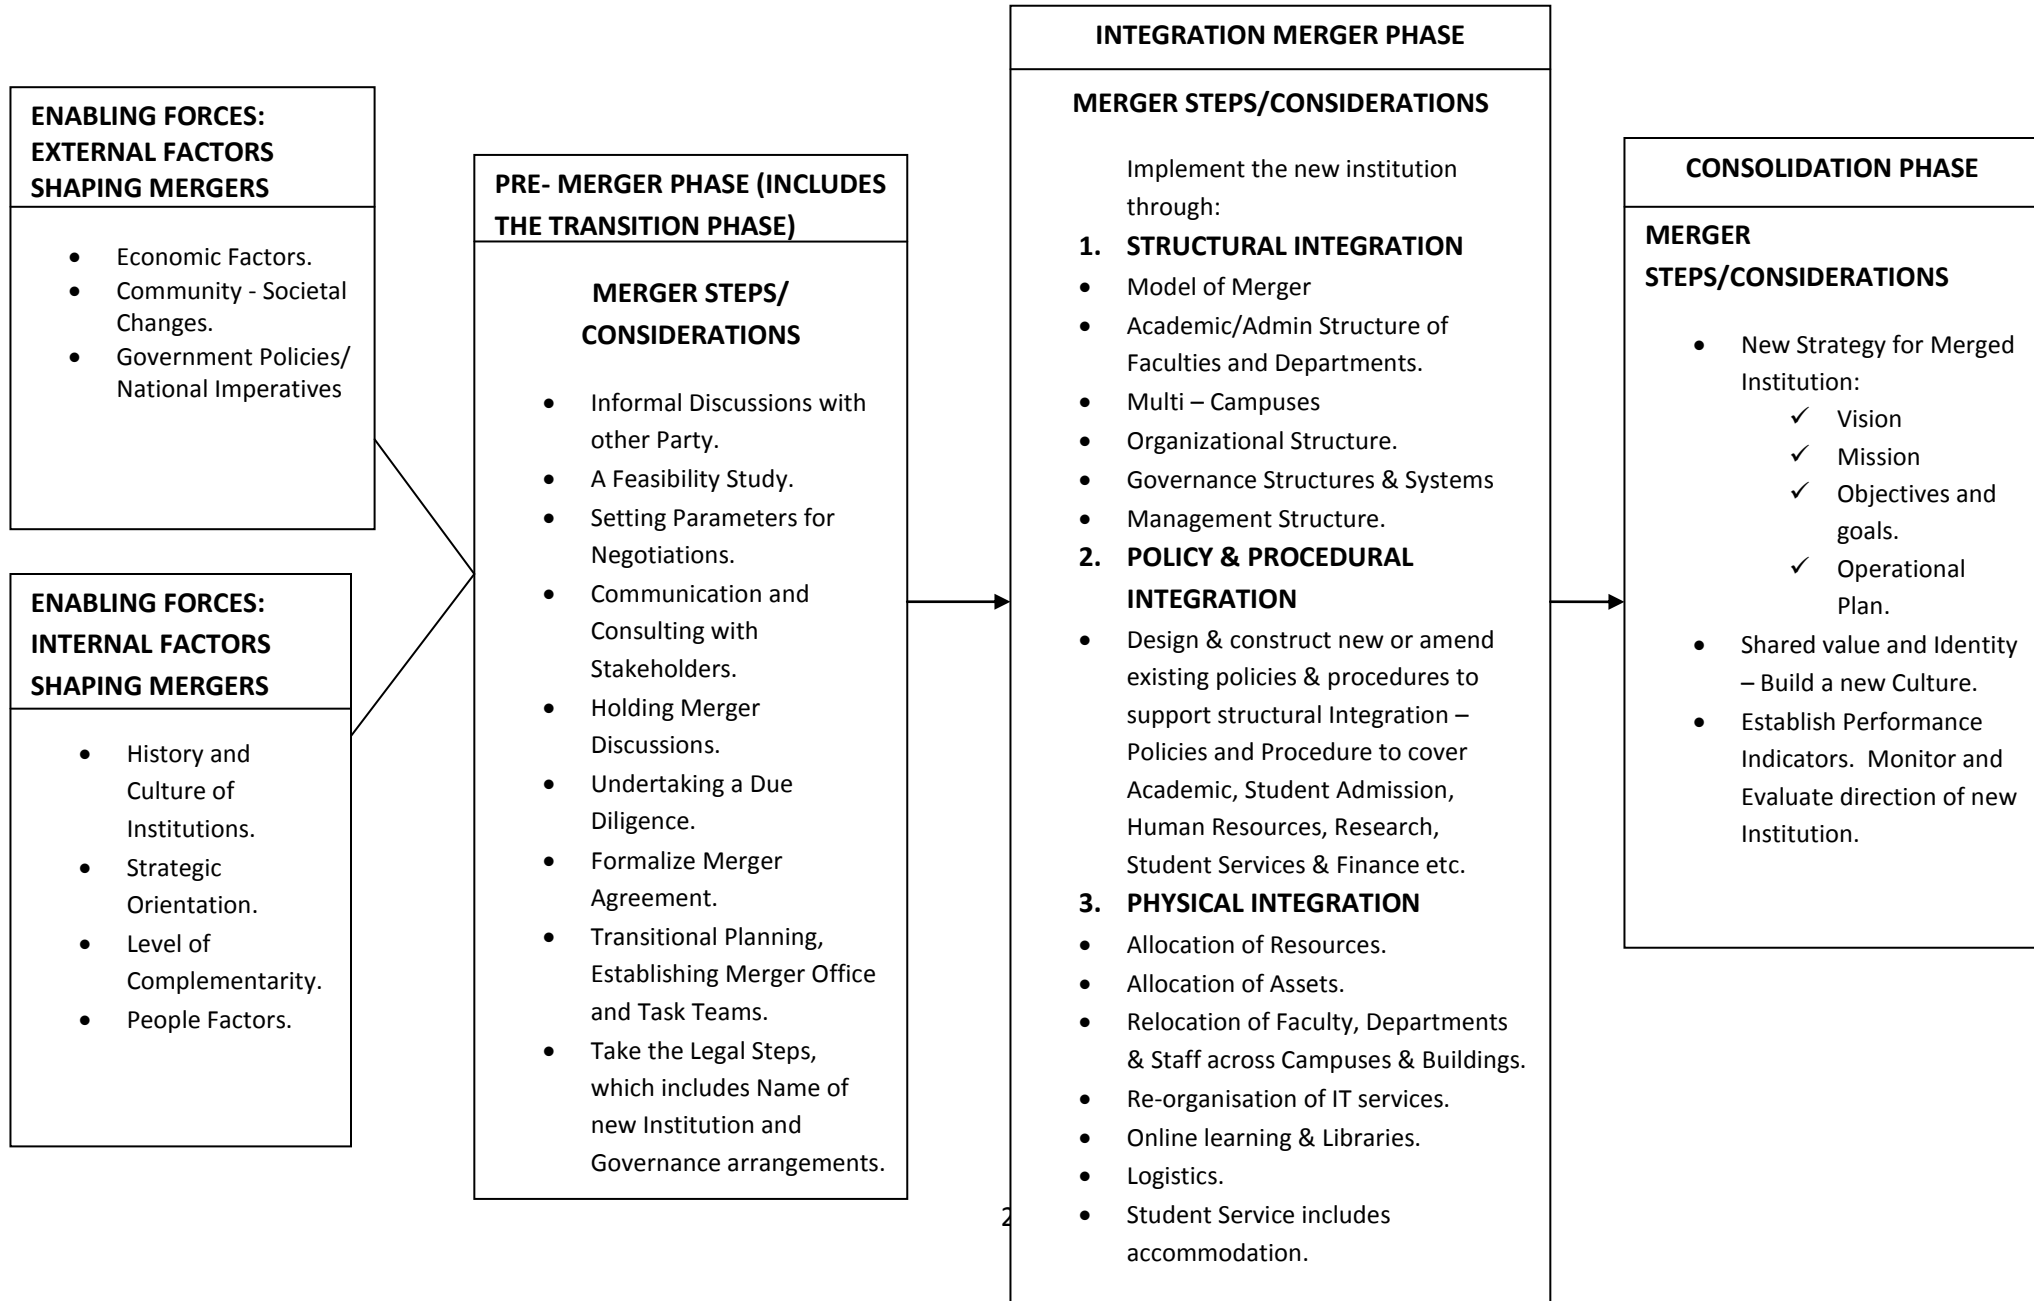 ENABLING FORCES:
EXTERNAL FACTORS
SHAPING MERGERS
• Economic Factors.
• Community - Societal
Changes.
• Government Policies/
National Imperatives
ENABLING FORCES:
INTERNAL FACTORS
SHAPING MERGERS
• History and
Culture of
Institutions.
• Strategic
Orientation.
• Level of
Complementarity.
• People Factors.
PRE- MERGER PHASE (INCLUDES
THE TRANSITION PHASE)
MERGER STEPS/
CONSIDERATIONS
• Informal Discussions with
other Party.
• A Feasibility Study.
• Setting Parameters for
Negotiations.
• Communication and
Consulting with
Stakeholders.
• Holding Merger
Discussions.
• Undertaking a Due
Diligence.
• Formalize Merger
Agreement.
• Transitional Planning,
Establishing Merger Office
and Task Teams.
• Take the Legal Steps,
which includes Name of
new Institution and
Governance arrangements.
INTEGRATION MERGER PHASE
MERGER STEPS/CONSIDERATIONS
Implement the new institution
through:
1. STRUCTURAL INTEGRATION
• Model of Merger
• Academic/Admin Structure of
Faculties and Departments.
• Multi – Campuses
• Organizational Structure.
• Governance Structures & Systems
• Management Structure.
2. POLICY & PROCEDURAL
INTEGRATION
• Design & construct new or amend
existing policies & procedures to
support structural Integration –
Policies and Procedure to cover
Academic, Student Admission,
Human Resources, Research,
Student Services & Finance etc.
3. PHYSICAL INTEGRATION
• Allocation of Resources.
• Allocation of Assets.
• Relocation of Faculty, Departments
& Staff across Campuses & Buildings.
• Re-organisation of IT services.
• Online learning & Libraries.
• Logistics.
• Student Service includes
accommodation.
CONSOLIDATION PHASE
MERGER
STEPS/CONSIDERATIONS
• New Strategy for Merged
Institution:
✓ Vision
✓ Mission
✓ Objectives and
goals.
✓ Operational
Plan.
• Shared value and Identity
– Build a new Culture.
• Establish Performance
Indicators. Monitor and
Evaluate direction of new
Institution.